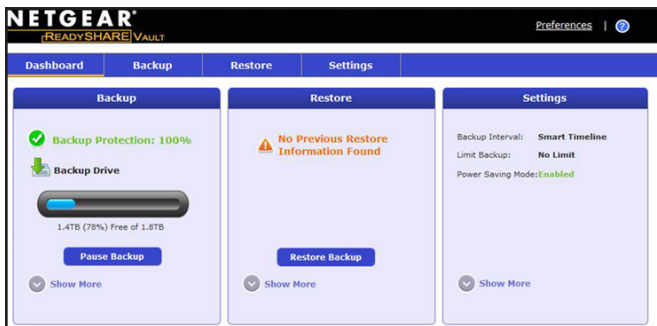 NETGEAR®
READYSHARE VAULT
Preferences | ?
Dashboard Backup Restore Settings
Backup
Backup Protection: 100%
Backup Drive
1.4TB (78%) Free of 1.8TB
Pause Backup
Show More
Restore
No Previous Restore
Information Found
Restore Backup
Show More
Settings
Backup Interval: Smart Timeline
Limit Backup: No Limit
Power Saving Mode:Enabled
Show More